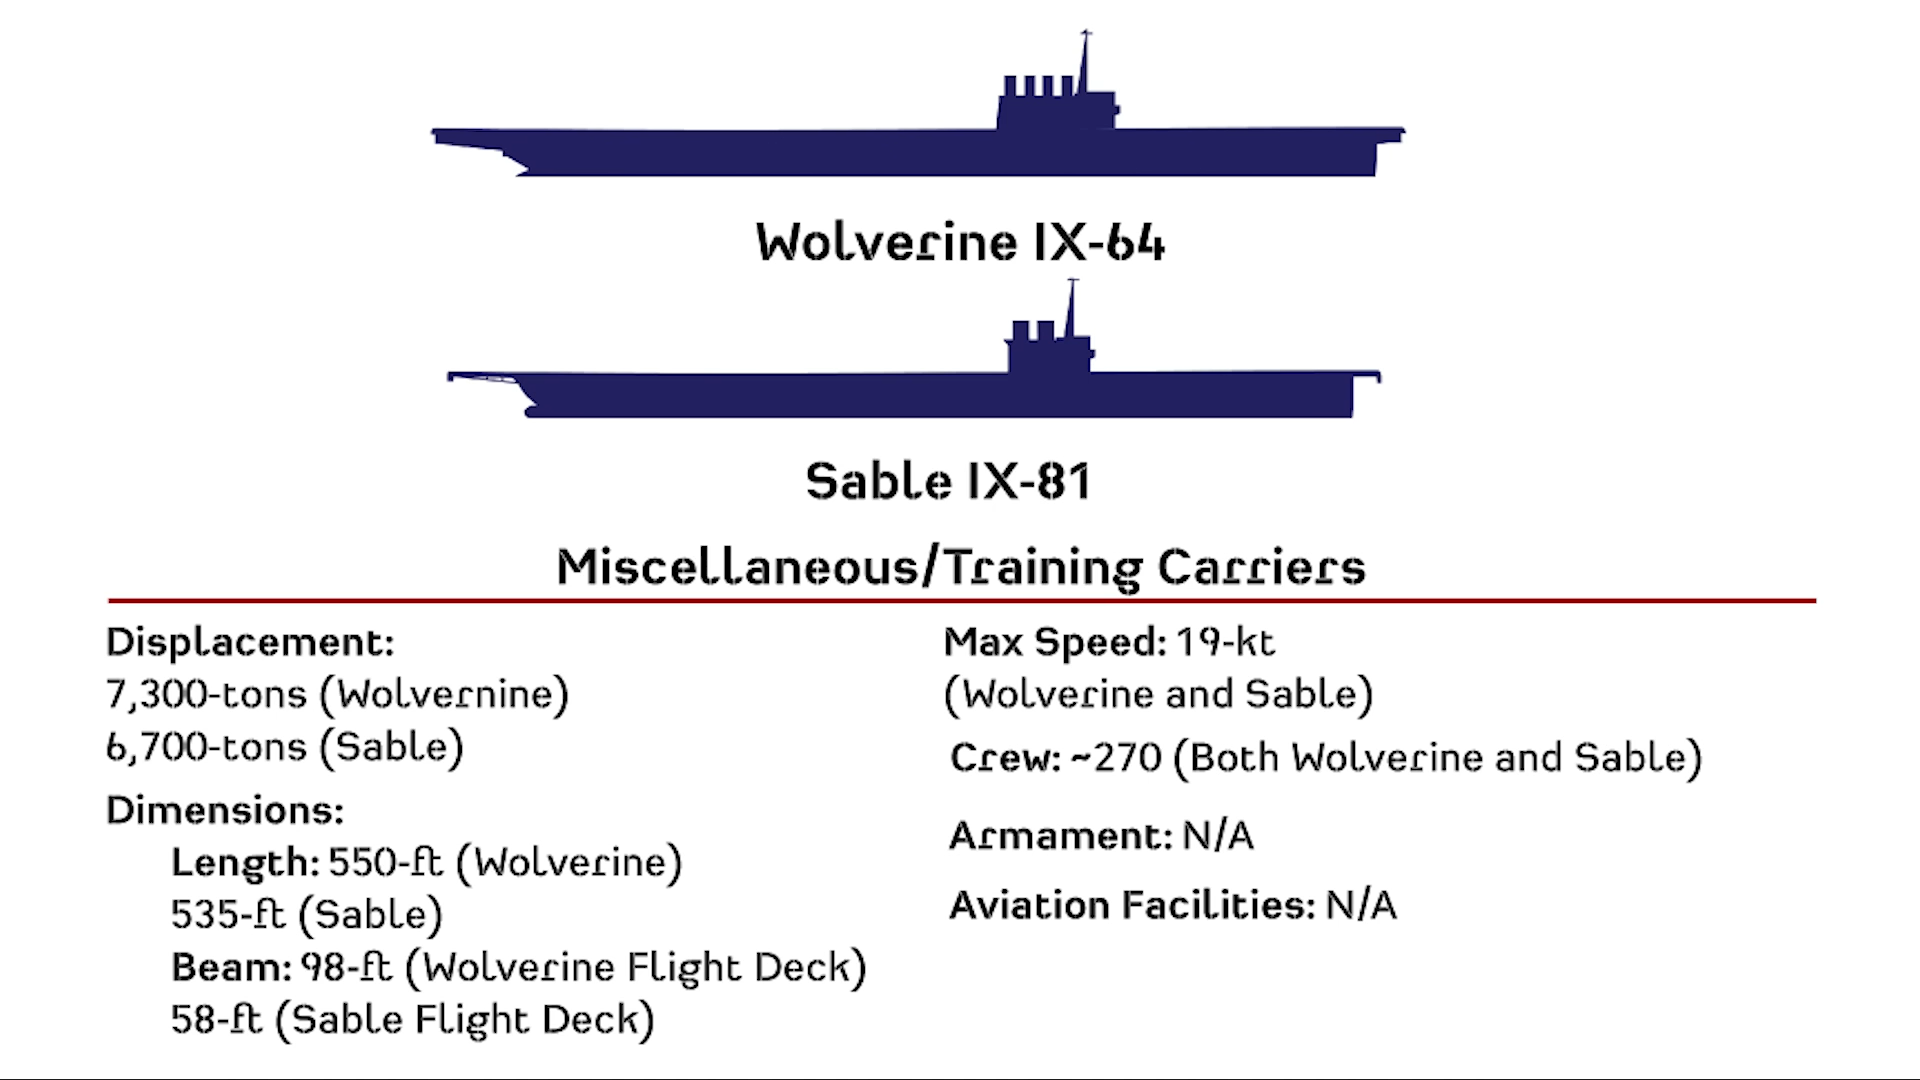 Wolverine IX-64
Sable IX-81
Miscellaneous/Training Carriers
Displacement:
7,300-tons (Wolvernine)
6,700-tons (Sable)
Dimensions:
Length: 550-ft (Wolverine)
535-ft (Sable)
Beam: 98-ft (Wolverine Flight Deck)
58-ft (Sable Flight Deck)
Max Speed: 19-kt
(Wolverine and Sable)
Crew: ~270 (Both Wolverine and Sable)
Armament: N/A
Aviation Facilities: N/A